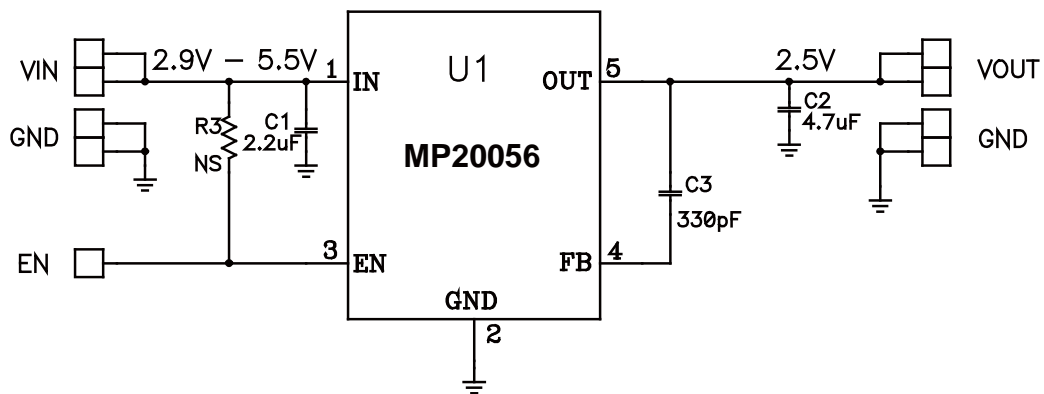 VIN
2.9V – 5.5V
1
IN
U1
OUT
5
2.5V
VOUT
GND
R3
NS
C1
2.2uF
MP20056
C2
4.7uF
GND
C3
330pF
EN
3
EN
FB
4
GND
2